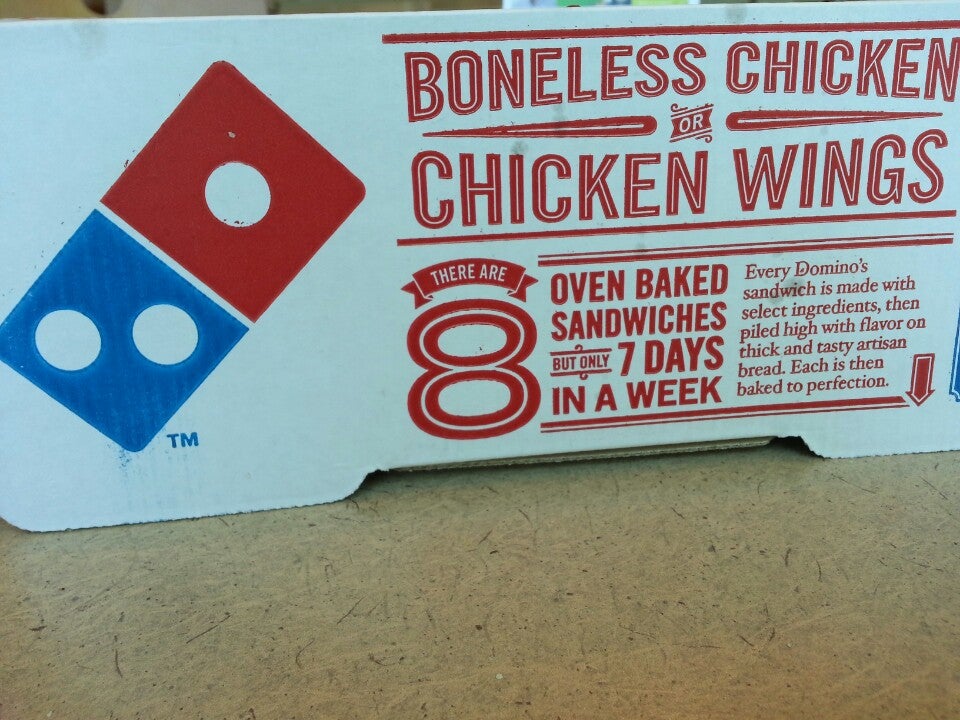 BONELESS CHICKEN
OR
CHICKEN WINGS
THERE ARE
8
OVEN BAKED
SANDWICHES
BUT ONLY 7 DAYS
IN A WEEK
Every Domino's
sandwich is made with
select ingredients, then
piled high with flavor on
thick and tasty artisan
bread. Each is then
baked to perfection.
TM